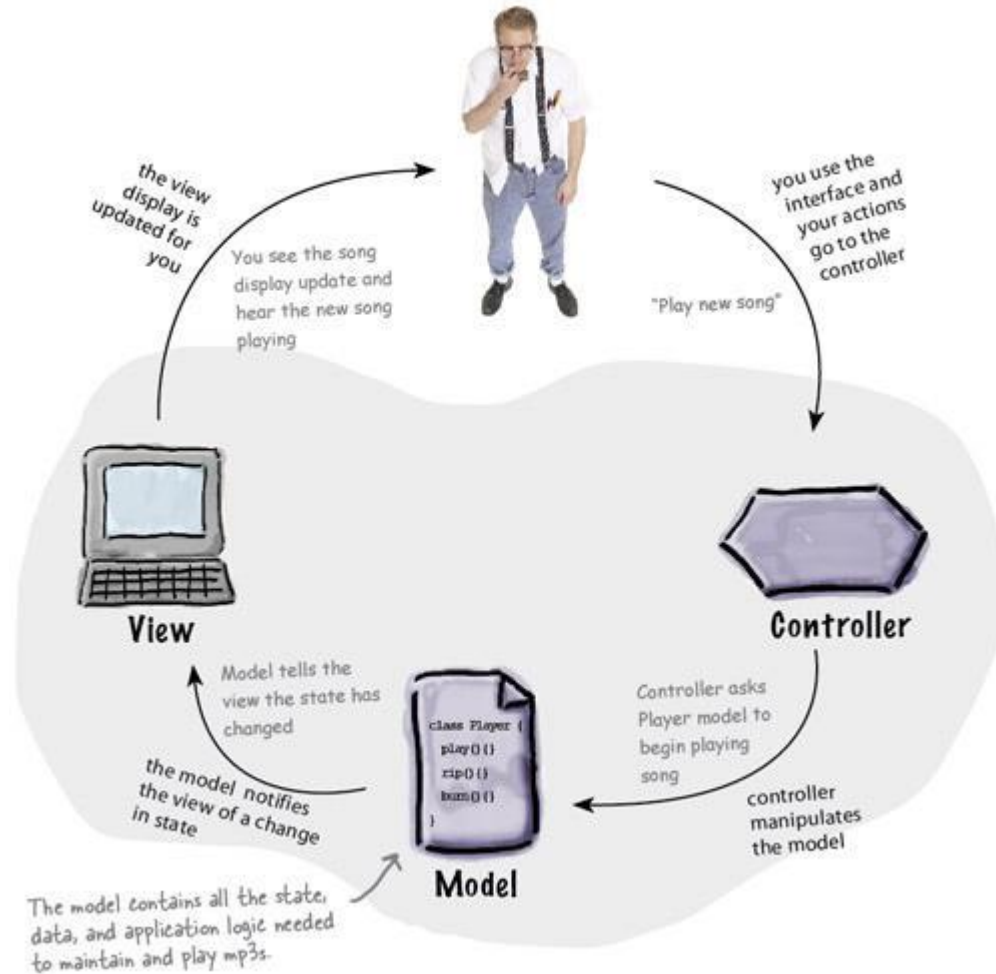 the view
display is
updated for
you
You see the song
display update and
hear the new song
playing
you use the
interface and
your actions
go to the
controller
"Play new song"
View
Controller
Model tells the
view the state has
changed
the model notifies
the view of a change
in state
class Player {
play(){}
rip(){}
burn(){}
}
Model
Controller asks
Player model to
begin playing
song
controller
manipulates
the model
The model contains all the state,
data, and application logic needed
to maintain and play mp3s.